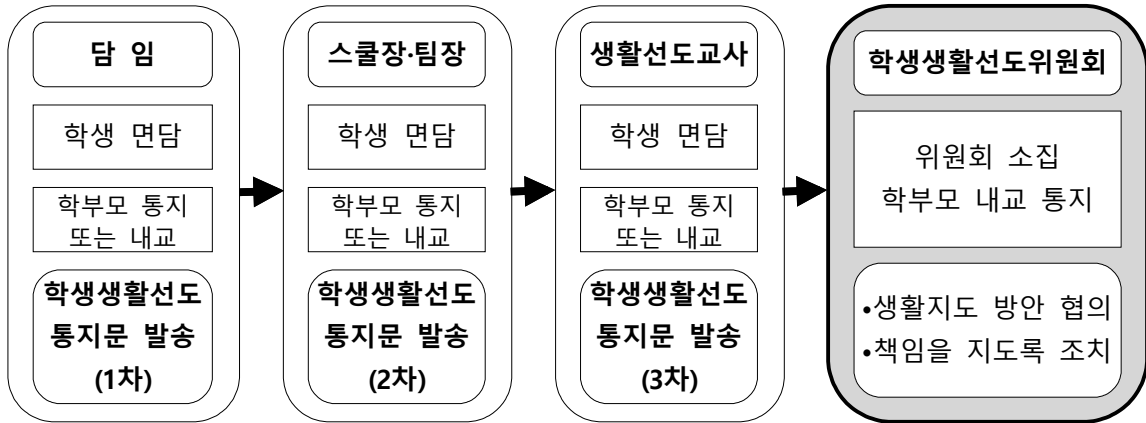 담 임
학생 면담
학부모 통지
또는 내교
학생생활선도
통지문 발송
(1차)
스쿨장·팀장
학생 면담
학부모 통지
또는 내교
학생생활선도
통지문 발송
(2차)
생활선도교사
학생 면담
학부모 통지
또는 내교
학생생활선도
통지문 발송
(3차)
학생생활선도위원회
위원회 소집
학부모 내교 통지
•생활지도 방안 협의
•책임을 지도록 조치